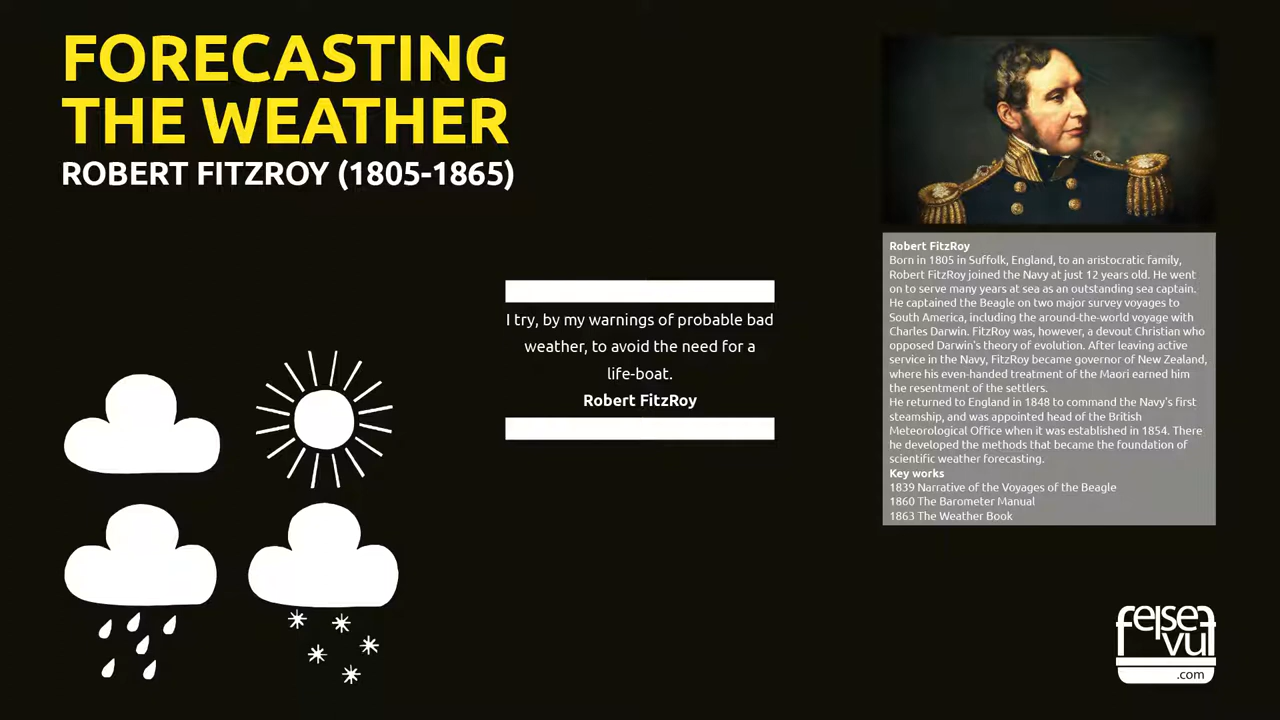 FORECASTING
THE WEATHER
ROBERT FITZROY (1805-1865)
I try, by my warnings of probable bad
weather, to avoid the need for a
life-boat.
Robert FitzRoy
Robert FitzRoy
Born in 1805 in Suffolk, England, to an aristocratic family,
Robert FitzRoy joined the Navy at just 12 years old. He went
on to serve many years at sea as an outstanding sea captain.
He captained the Beagle on two major survey voyages to
South America, including the around-the-world voyage with
Charles Darwin. FitzRoy was, however, a devout Christian who
opposed Darwin's theory of evolution. After leaving active
service in the Navy, FitzRoy became governor of New Zealand,
where his even-handed treatment of the Maori earned him
the resentment of the settlers.
He returned to England in 1848 to command the Navy's first
steamship, and was appointed head of the British
Meteorological Office when it was established in 1854. There
he developed the methods that became the foundation of
scientific weather forecasting.
Key works
1839 Narrative of the Voyages of the Beagle
1860 The Barometer Manual
1863 The Weather Book
.com